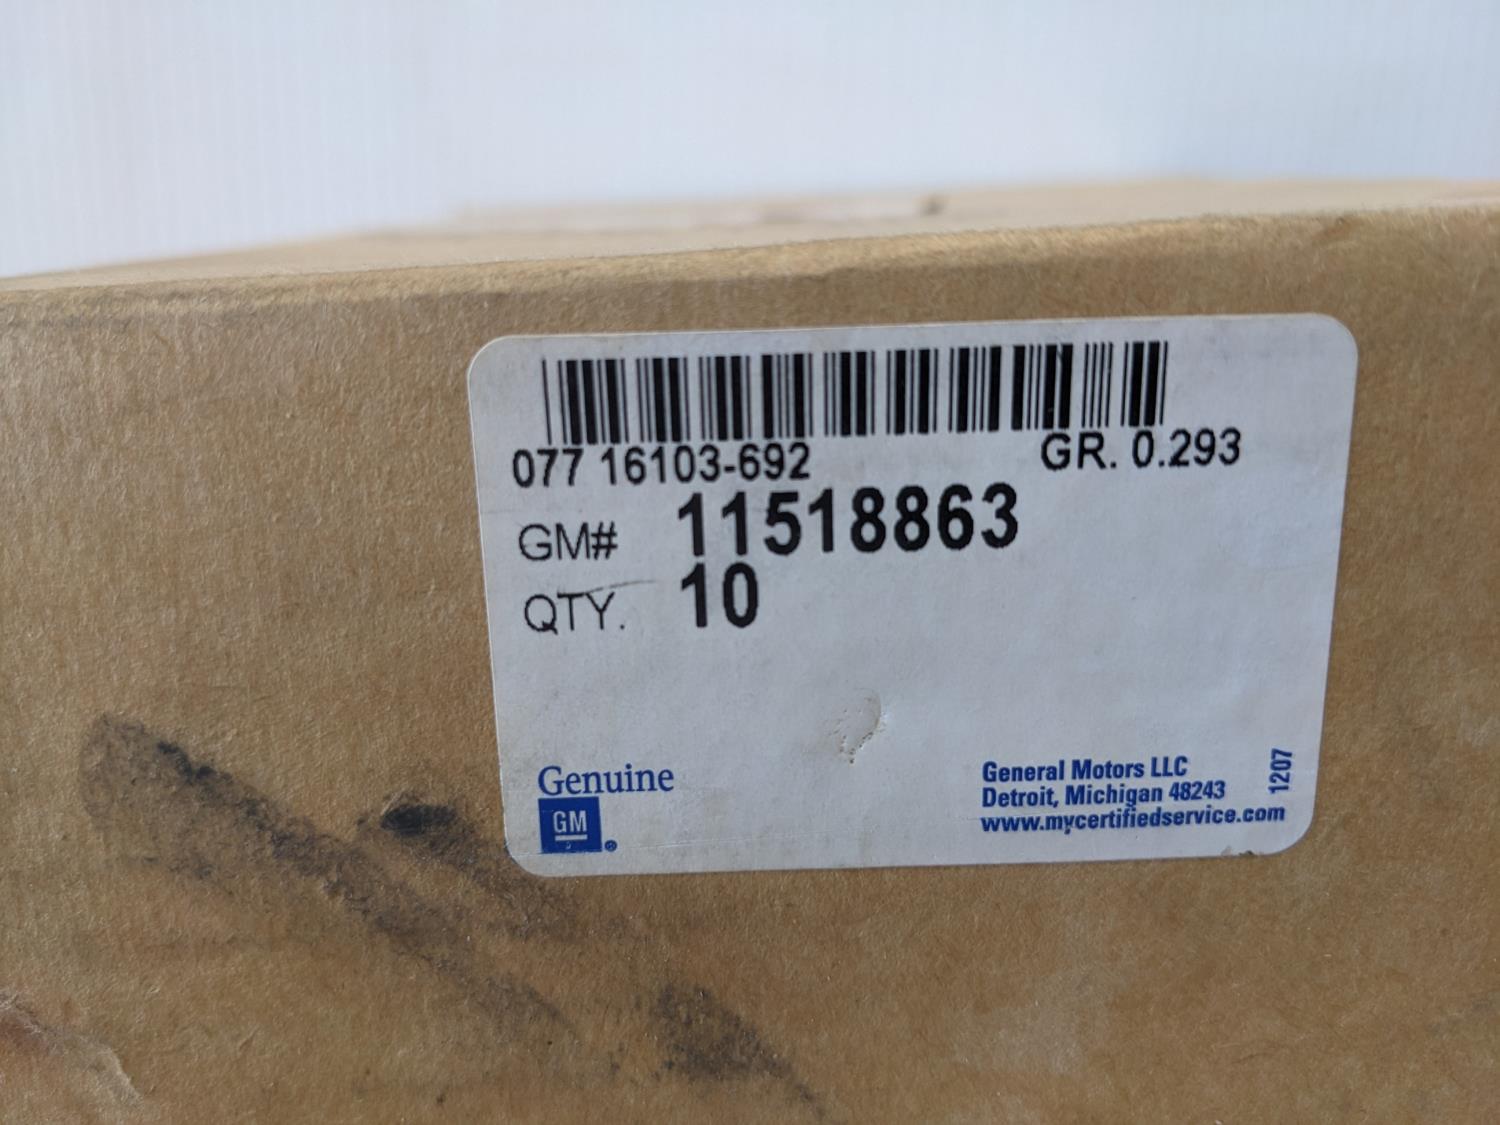 077 16103-692 GR. 0.293
GM# 11518863
QTY. 10
Genuine
GM
®
General Motors LLC
Detroit, Michigan 48243
www.mycertifiedservice.com
1207